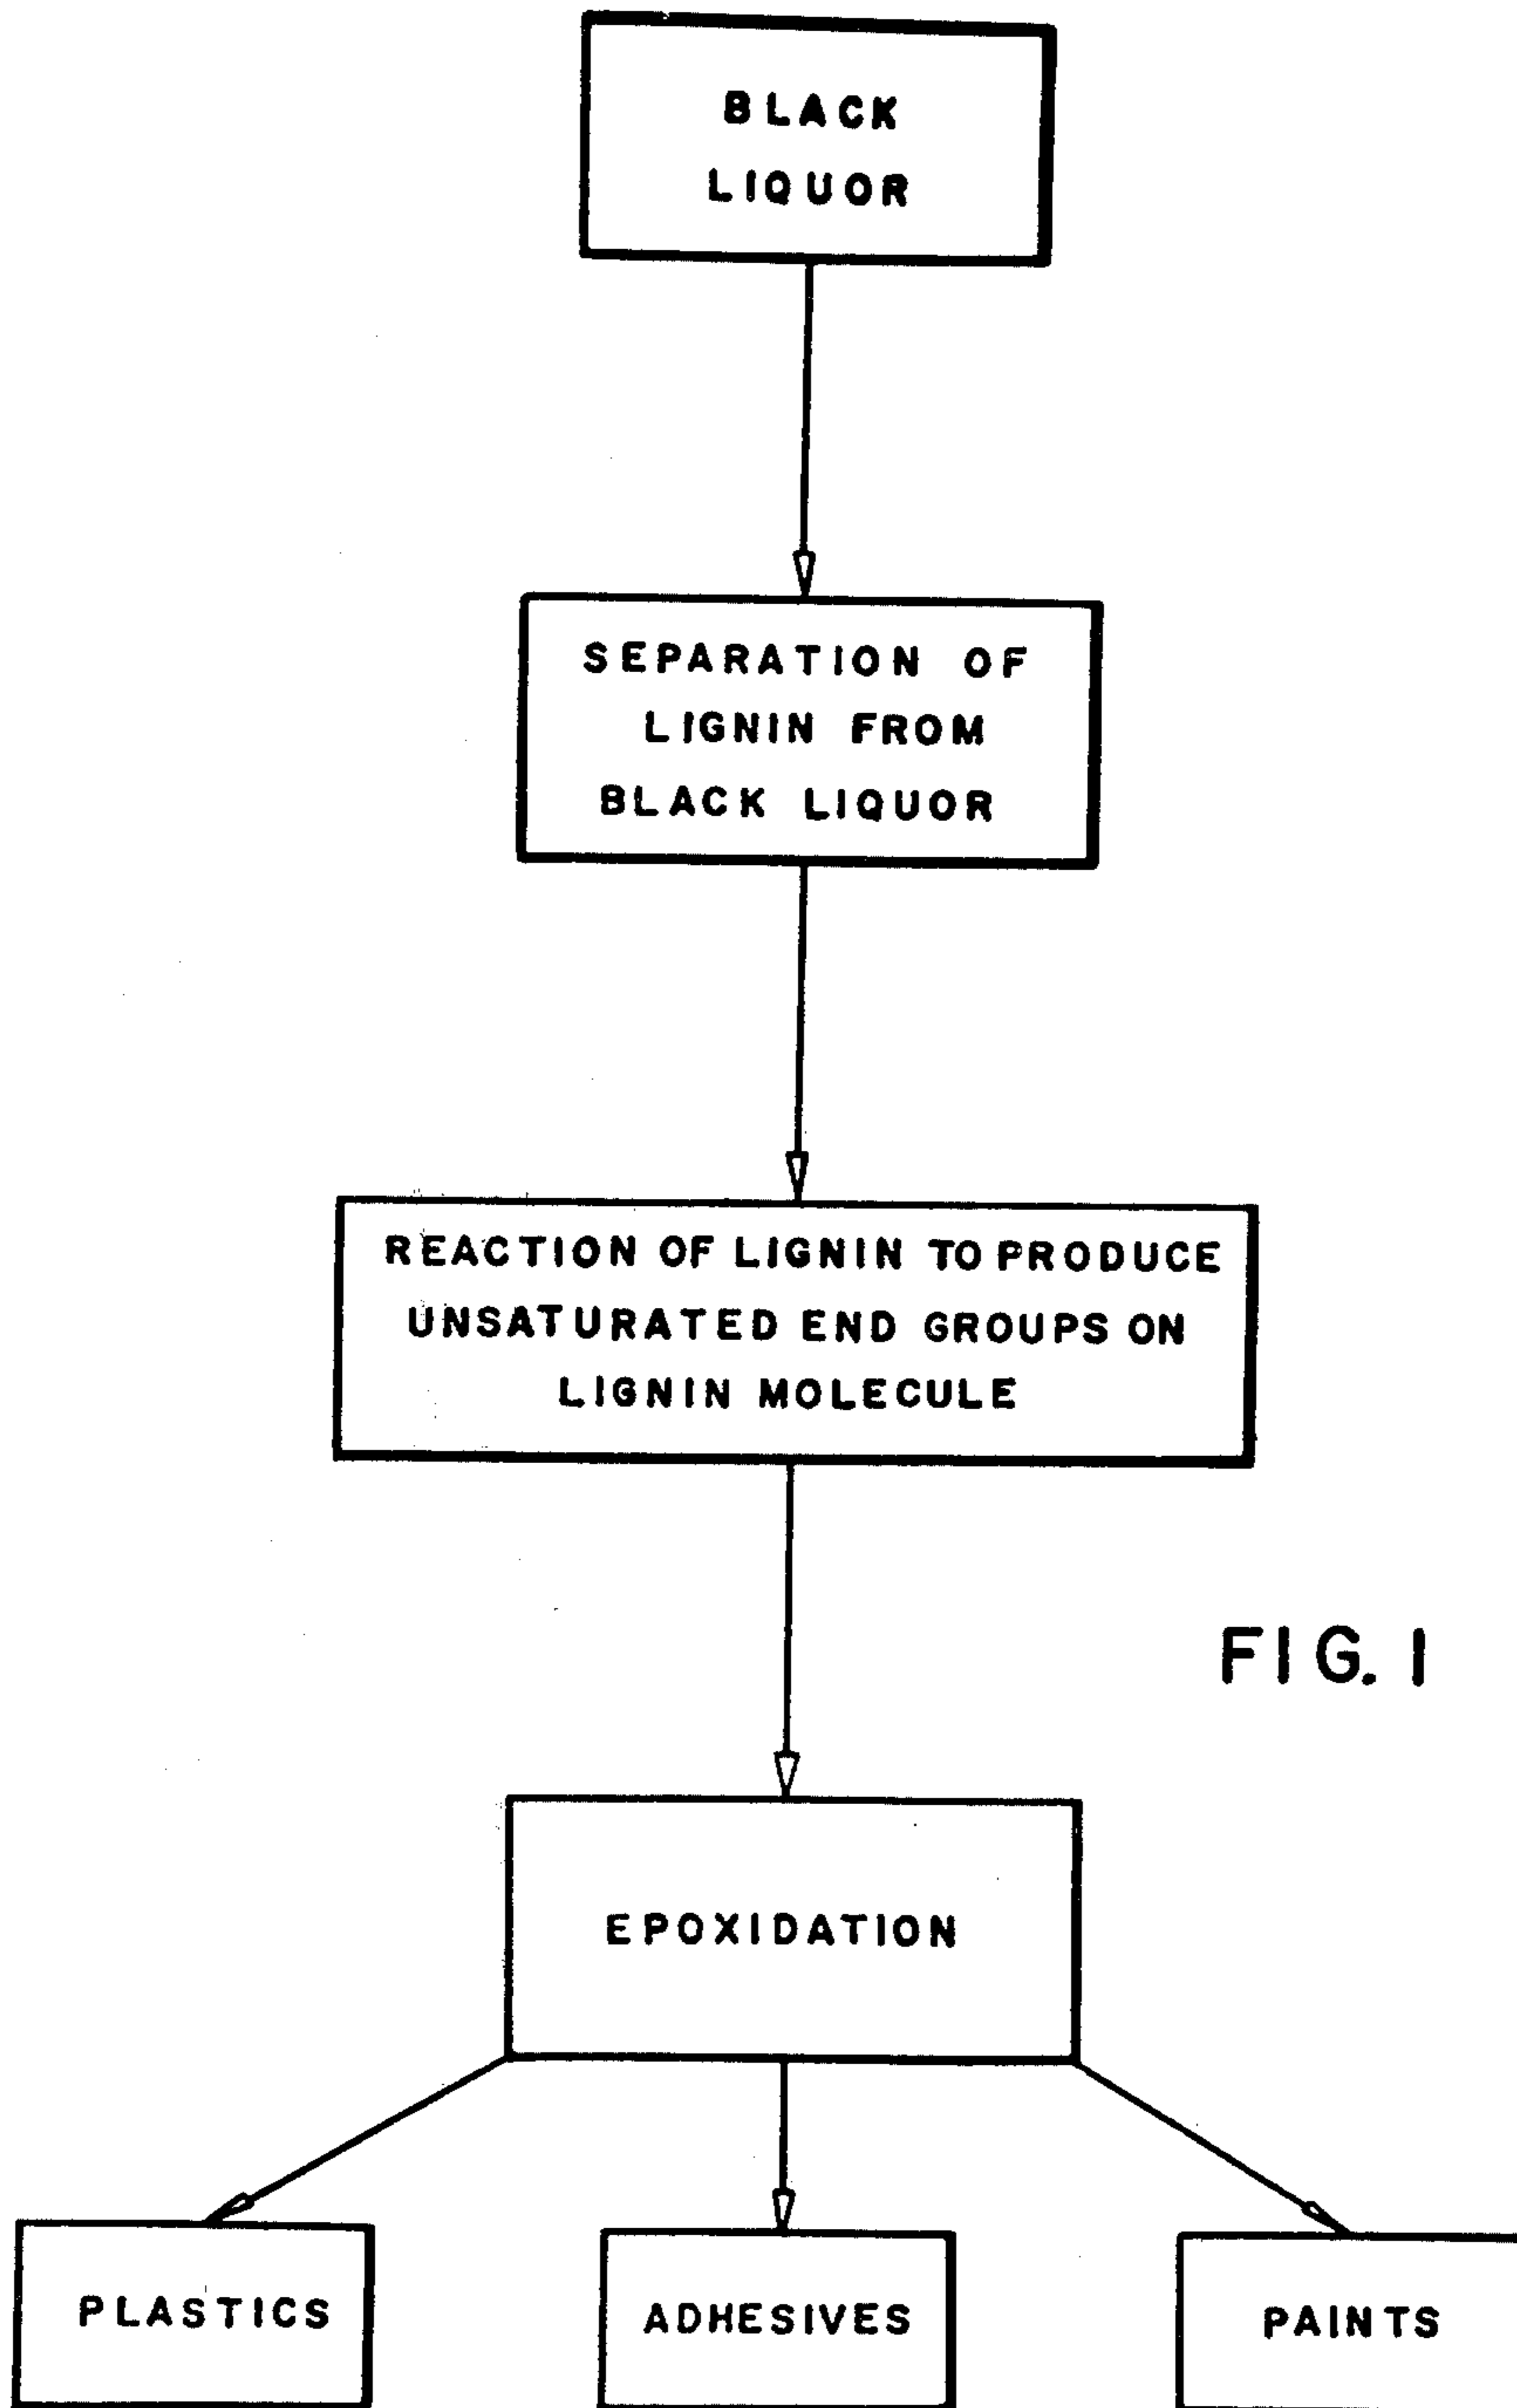 BLACK
LIQUOR
SEPARATION OF
LIGNIN FROM
BLACK LIQUOR
REACTION OF LIGNIN TO PRODUCE
UNSATURATED END GROUPS ON
LIGNIN MOLECULE
FIG. 1
EPOXIDATION
PLASTICS
ADHESIVES
PAINTS